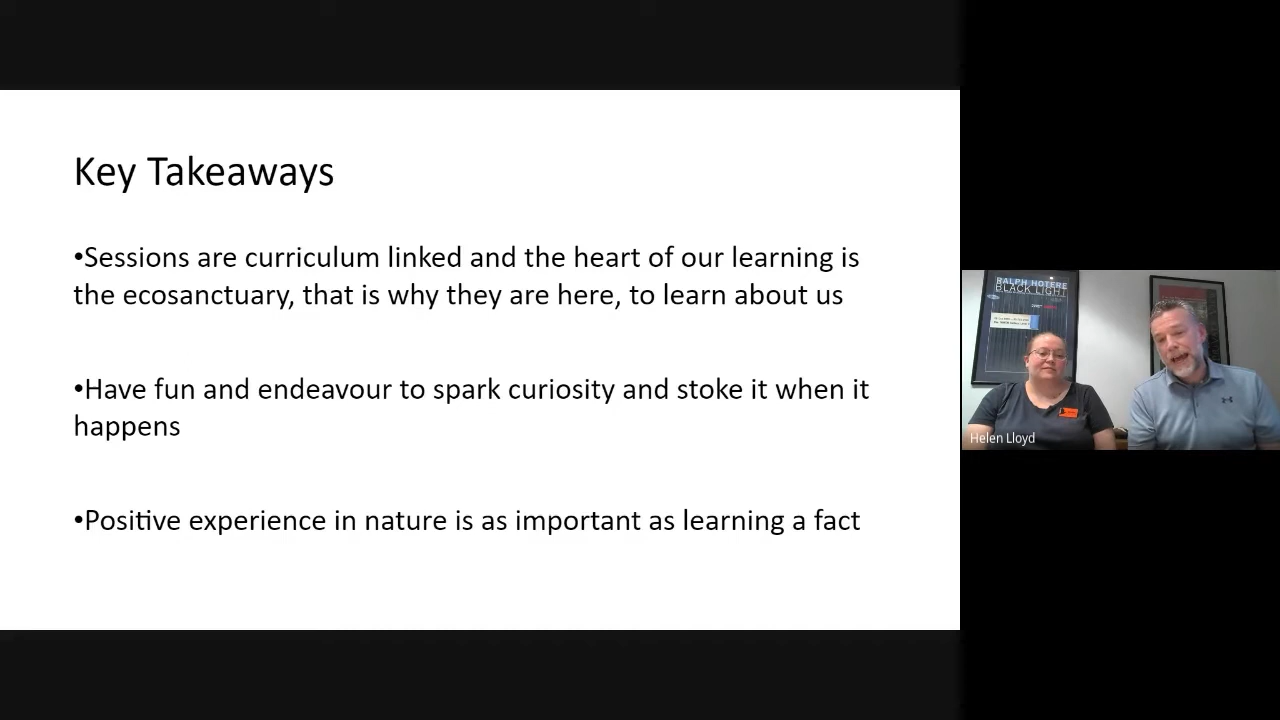 Key Takeaways
•Sessions are curriculum linked and the heart of our learning is
the ecosanctuary, that is why they are here, to learn about us
•Have fun and endeavour to spark curiosity and stoke it when it
happens
•Positive experience in nature is as important as learning a fact
RALPH HOTERE
BLACK LIGHT
Helen Lloyd